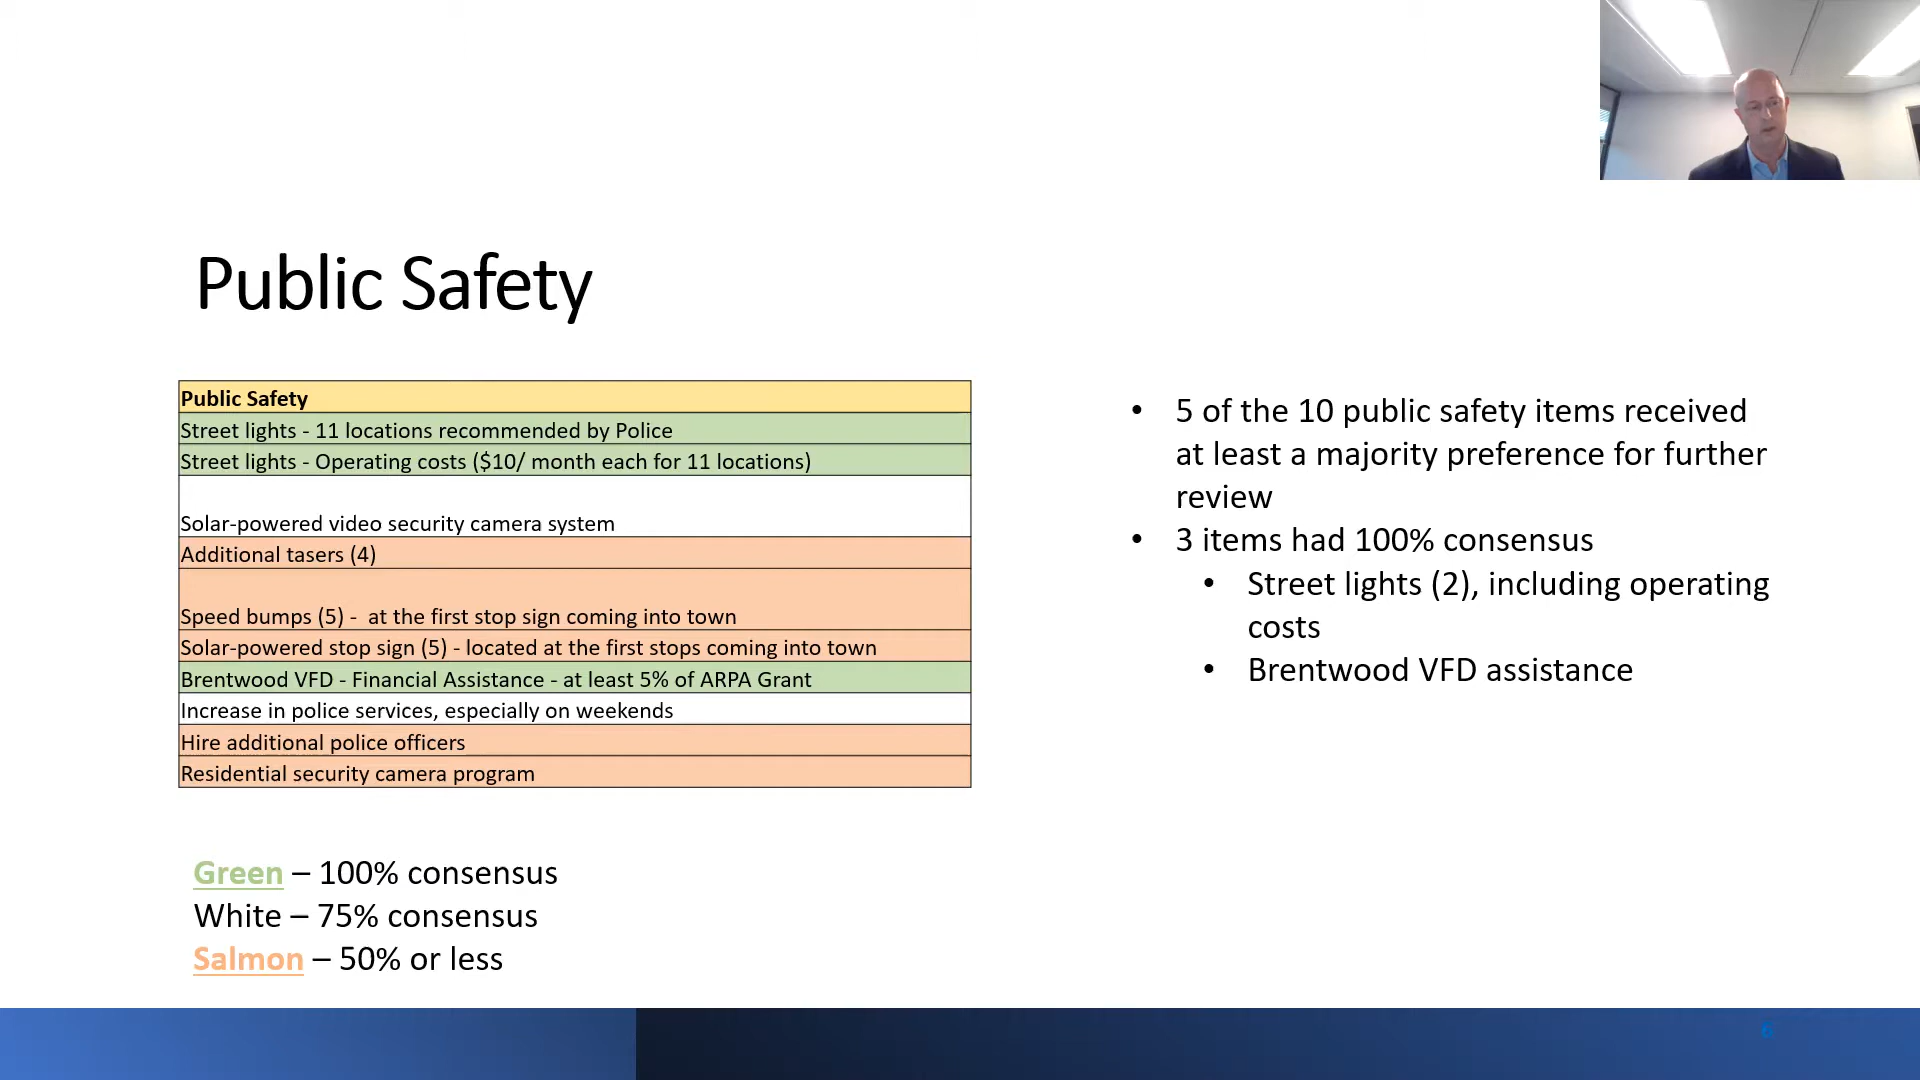 Public Safety
Public Safety
Street lights - 11 locations recommended by Police
Street lights - Operating costs ($10/ month each for 11 locations)
Solar-powered video security camera system
Additional tasers (4)
Speed bumps (5) -  at the first stop sign coming into town
Solar-powered stop sign (5) - located at the first stops coming into town
Brentwood VFD - Financial Assistance - at least 5% of ARPA Grant
Increase in police services, especially on weekends
Hire additional police officers
Residential security camera program
Green – 100% consensus
White – 75% consensus
Salmon – 50% or less
• 5 of the 10 public safety items received
at least a majority preference for further
review
• 3 items had 100% consensus
• Street lights (2), including operating
costs
• Brentwood VFD assistance
6